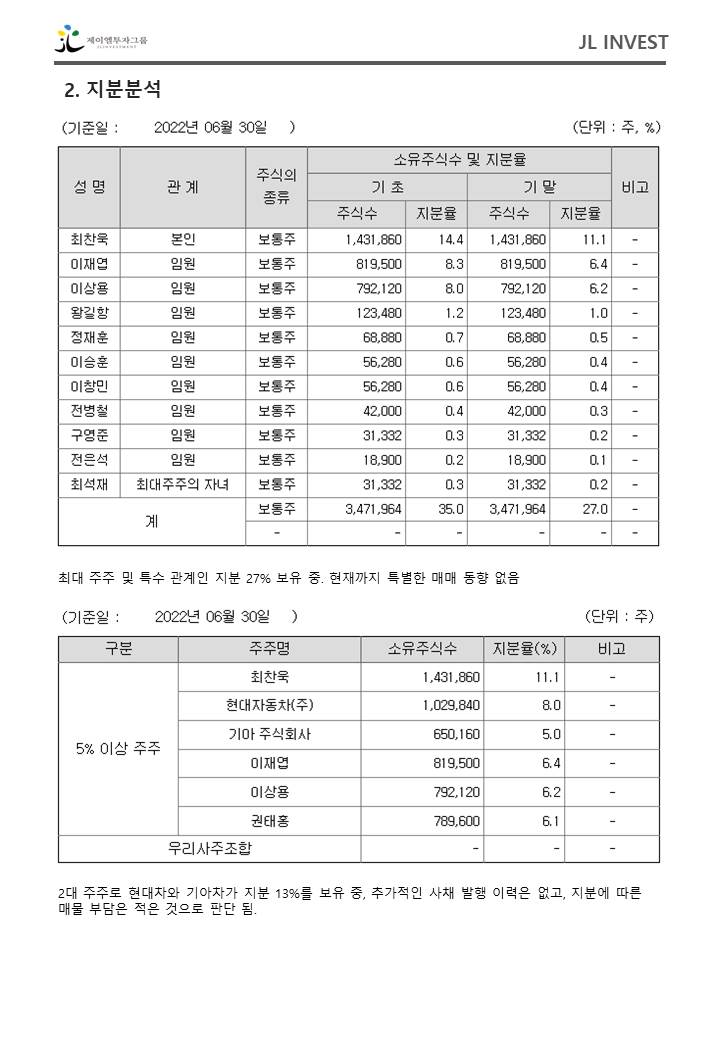 제이엘투자그룹
JLINVESTMENT
JL INVEST
2. 지분분석
(기준일 : 2022년 06월 30일 )
(단위 : 주, %)
성 명 관 계 주식의 종류 소유주식수 및 지분율 비고
기 초 기 말
주식수 지분율 주식수 지분율
최찬욱 본인 보통주 1,431,860 14.4 1,431,860 11.1 -
이재엽 임원 보통주 819,500 8.3 819,500 6.4 -
이상용 임원 보통주 792,120 8.0 792,120 6.2 -
왕길항 임원 보통주 123,480 1.2 123,480 1.0 -
정재훈 임원 보통주 68,880 0.7 68,880 0.5 -
이승훈 임원 보통주 56,280 0.6 56,280 0.4 -
이창민 임원 보통주 56,280 0.6 56,280 0.4 -
전병철 임원 보통주 42,000 0.4 42,000 0.3 -
구영준 임원 보통주 31,332 0.3 31,332 0.2 -
전은석 임원 보통주 18,900 0.2 18,900 0.1 -
최석재 최대주주의 자녀 보통주 31,332 0.3 31,332 0.2 -
계 보통주 3,471,964 35.0 3,471,964 27.0 -
- - - - - -
최대 주주 및 특수 관계인 지분 27% 보유 중. 현재까지 특별한 매매 동향 없음
(기준일 : 2022년 06월 30일 )
(단위 : 주)
구분 주주명 소유주식수 지분율(%) 비고
5% 이상 주주 최찬욱 1,431,860 11.1 -
현대자동차(주) 1,029,840 8.0 -
기아 주식회사 650,160 5.0 -
이재엽 819,500 6.4 -
이상용 792,120 6.2 -
권태홍 789,600 6.1 -
우리사주조합 - - -
2대 주주로 현대차와 기아차가 지분 13%를 보유 중, 추가적인 사채 발행 이력은 없고, 지분에 따른
매물 부담은 적은 것으로 판단 됨.